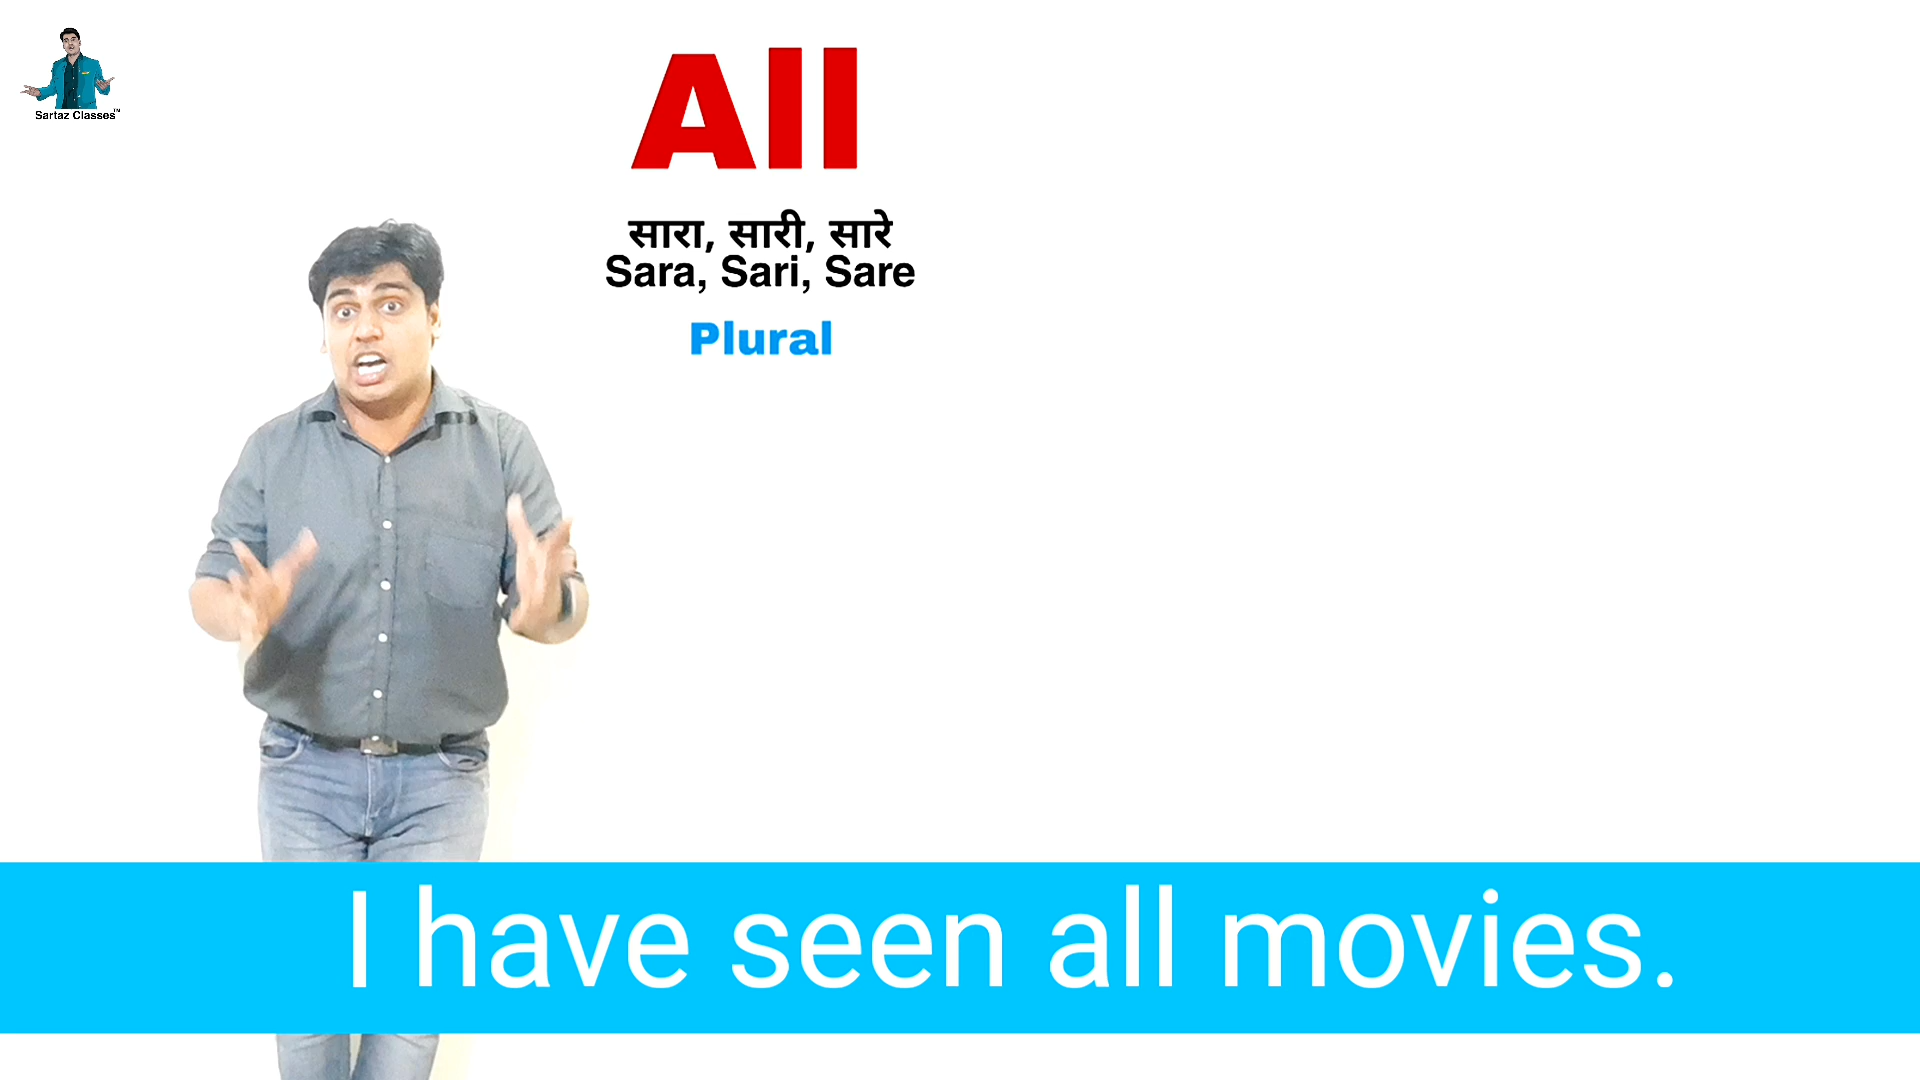 Sartaz Classes™
All
सारा, सारी, सारे
Sara, Sari, Sare
Plural
I have seen all movies.